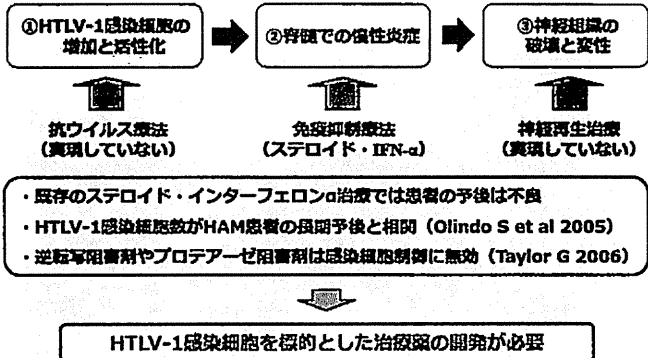 ①HTLV-1感染細胞の
増加と活性化
②脊髄での慢性炎症
③神経組織の
破壊と変性
抗ウイルス療法
(実現していない)
免疫抑制療法
(ステロイド・IFN-α)
神経再生治療
(実現していない)
・既存のステロイド・インターフェロンα治療では患者の予後は不良
・HTLV-1感染細胞数がHAM患者の長期予後と相関(Olindo S et al 2005)
・逆転写阻害剤やプロテアーゼ阻害剤は感染細胞制御に無効(Taylor G 2006)
HTLV-1感染細胞を標的とした治療薬の開発が必要